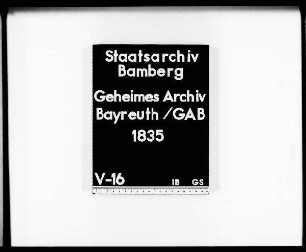 Staatsarchiv
Bamberg
Geheimes Archiv
Bayreuth /GAB
1835
V-16 IB GS